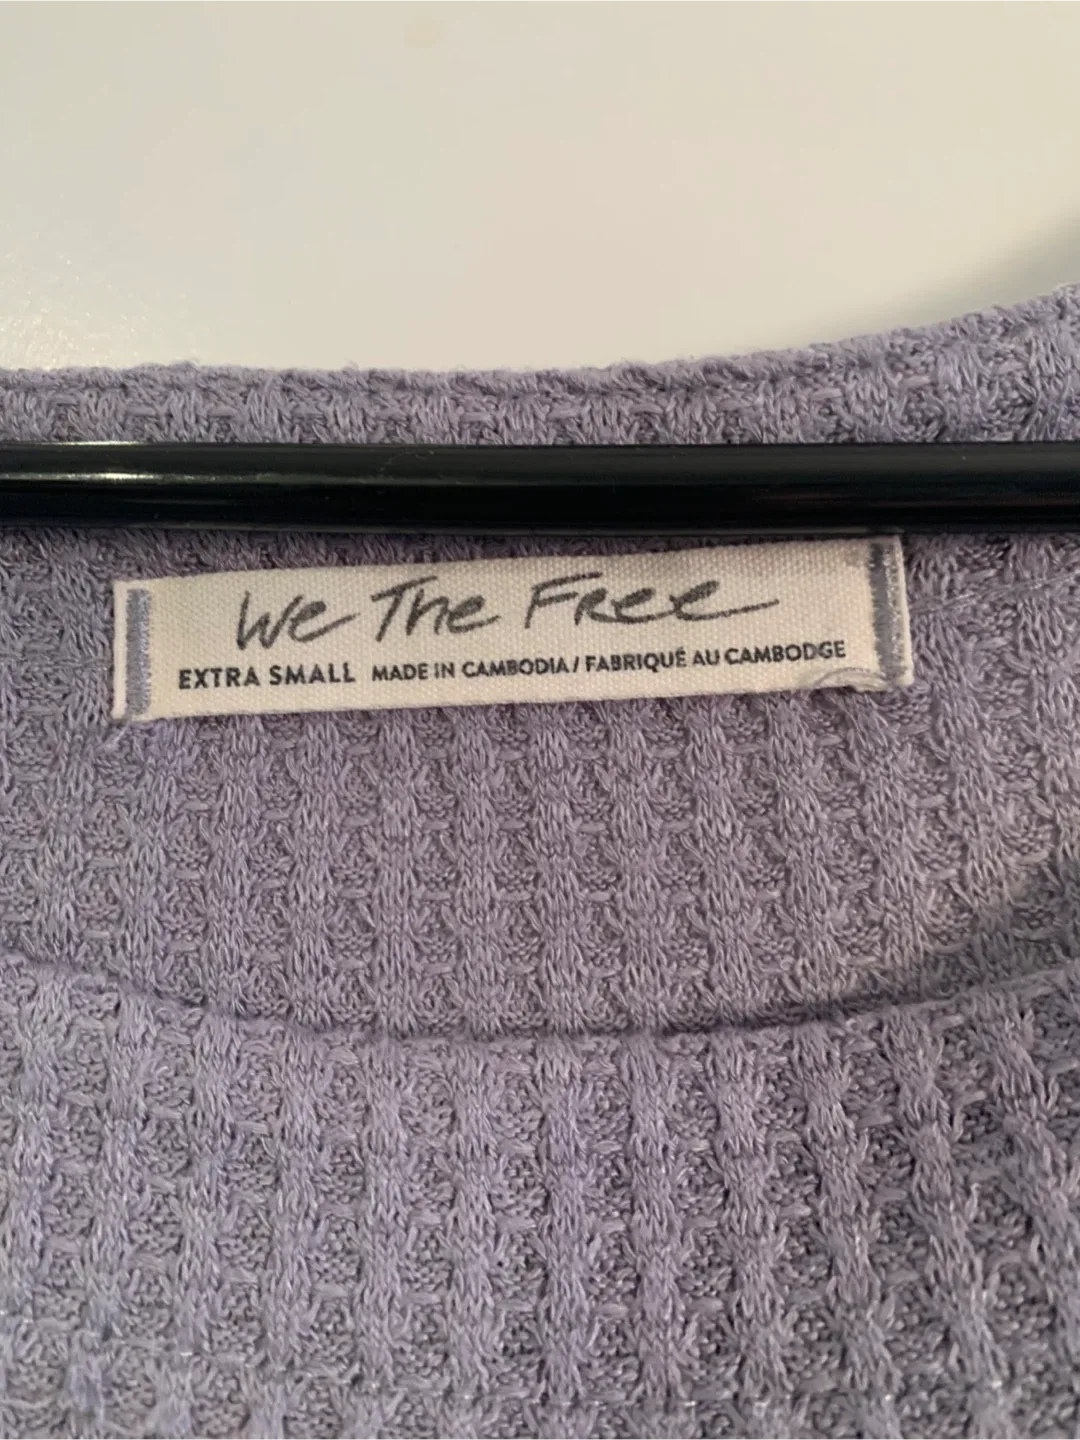 We The Free
EXTRA SMALL MADE IN CAMBODIA / FABRIQUÉ AU CAMBODGE